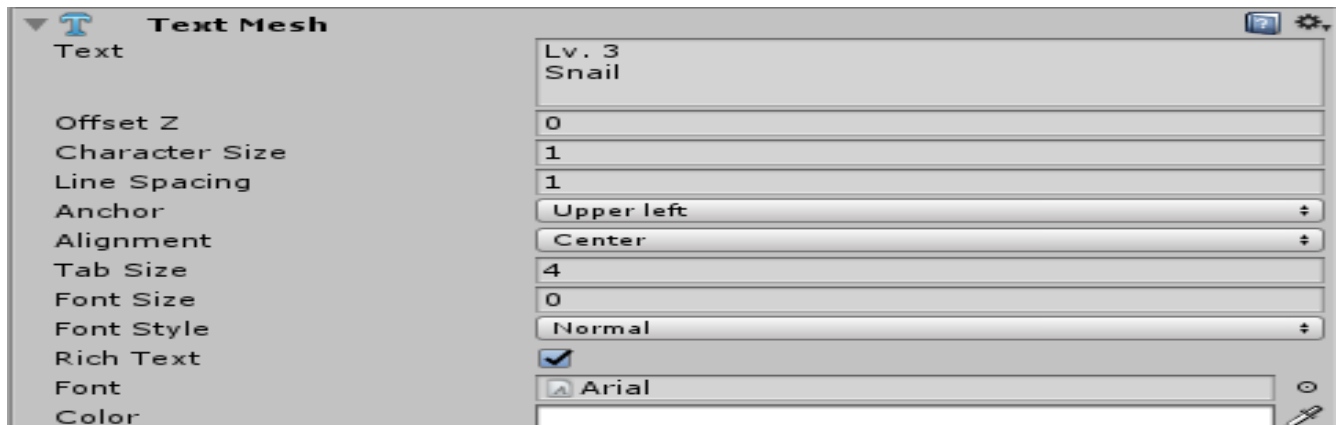 Text Mesh
Text Lv. 3
Snail
Offset Z 0
Character Size 1
Line Spacing 1
Anchor Upper left
Alignment Center
Tab Size 4
Font Size 0
Font Style Normal
Rich Text
Font Arial
Color